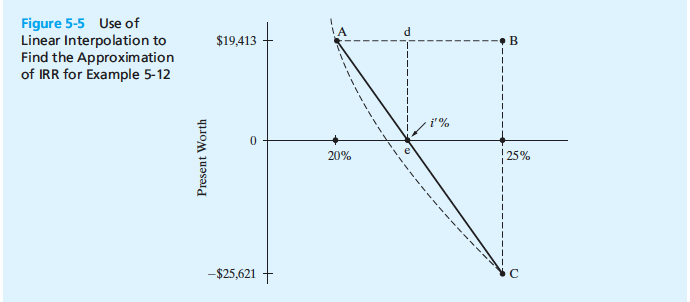 Figure 5-5 Use of
Linear Interpolation to
Find the Approximation
of IRR for Example 5-12
$19,413
A
d
B
Present Worth
i'%
0
20%
e
25%
−$25,621
C